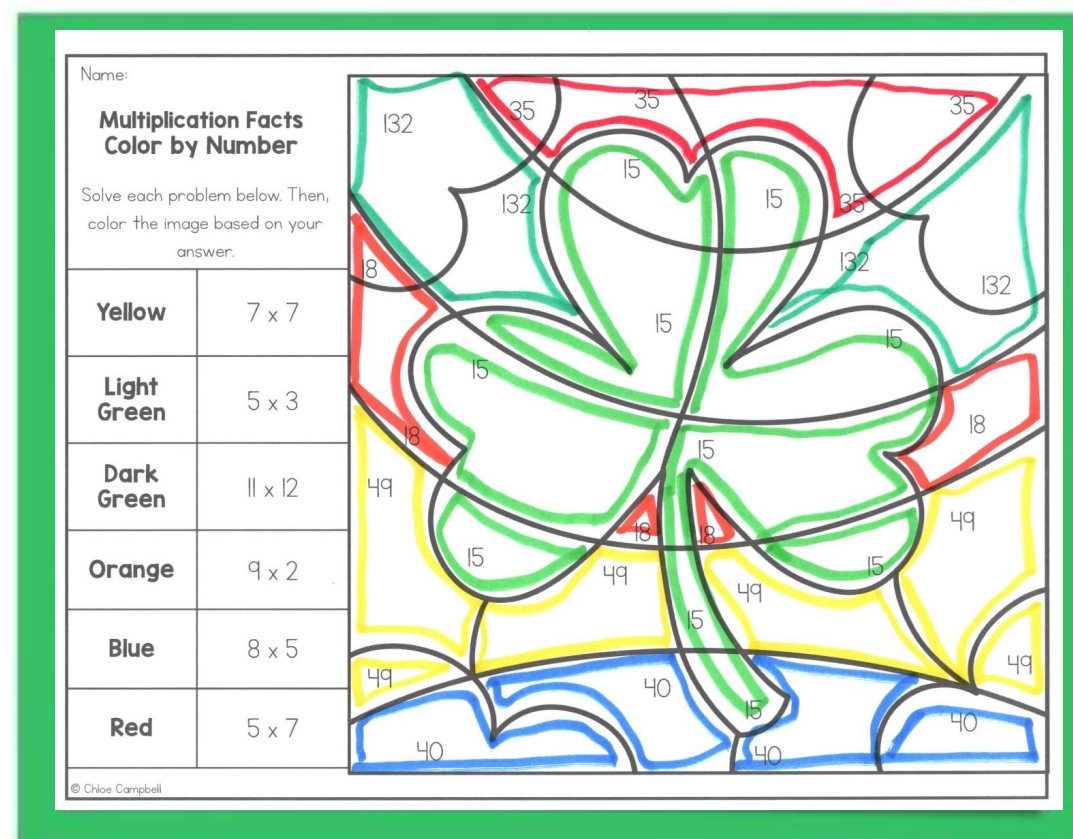 Name:
Multiplication Facts
Color by Number
Solve each problem below. Then,
color the image based on your
answer.
Yellow 7 x 7
Light
Green 5 x 3
Dark
Green 11 x 12
Orange 9 x 2
Blue 8 x 5
Red 5 x 7
© Chloe Campbell
35 35 35
132
15 15
132 35
18 132
132
15
15 15
18 18
15
49 49
18 18
15 49 15
49
15
49 49
40
15 40
40 40